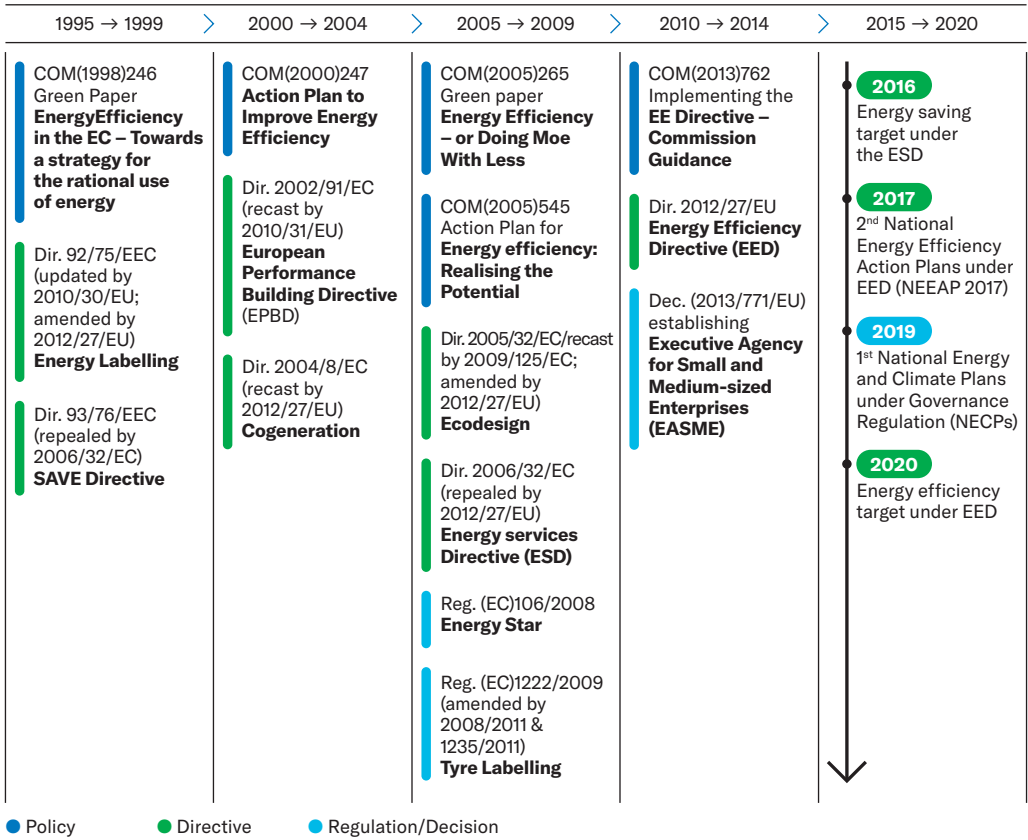 1995 → 1999
2000 → 2004
2005 → 2009
2010 → 2014
2015 → 2020
COM(1998)246
Green Paper
EnergyEfficiency
in the EC – Towards
a strategy for
the rational use
of energy
Dir. 92/75/EEC
(updated by
2010/30/EU;
amended by
2012/27/EU)
Energy Labelling
Dir. 93/76/EEC
(repealed by
2006/32/EC)
SAVE Directive
COM(2000)247
Action Plan to
Improve Energy
Efficiency
Dir. 2002/91/EC
(recast by
2010/31/EU)
European
Performance
Building Directive
(EPBD)
Dir. 2004/8/EC
(recast by
2012/27/EU)
Cogeneration
COM(2005)265
Green paper
Energy Efficiency
– or Doing Moe
With Less
COM(2005)545
Action Plan for
Energy efficiency:
Realising the
Potential
Dir. 2005/32/EC/recast
by 2009/125/EC;
amended by
2012/27/EU)
Ecodesign
Dir. 2006/32/EC
(repealed by
2012/27/EU)
Energy services
Directive (ESD)
Reg. (EC)106/2008
Energy Star
Reg. (EC)1222/2009
(amended by
2008/2011 &
1235/2011)
Tyre Labelling
COM(2013)762
Implementing the
EE Directive –
Commission
Guidance
Dir. 2012/27/EU
Energy Efficiency
Directive (EED)
Dec. (2013/771/EU)
establishing
Executive Agency
for Small and
Medium-sized
Enterprises
(EASME)
2016
Energy saving
target under
the ESD
2017
2nd National
Energy Efficiency
Action Plans under
EED (NEEAP 2017)
2019
1st National Energy
and Climate Plans
under Governance
Regulation (NECPs)
2020
Energy efficiency
target under EED
Policy
Directive
Regulation/Decision